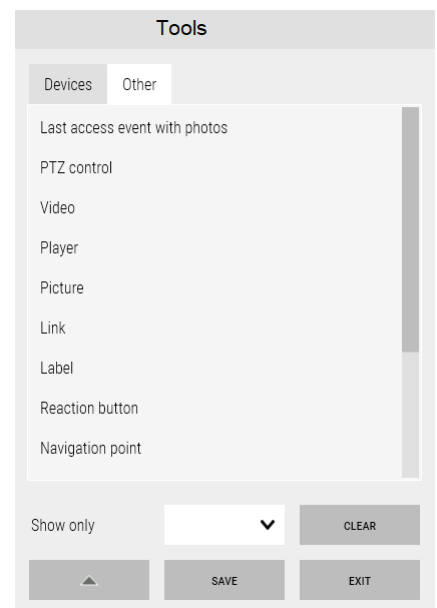 Tools
Devices Other
Last access event with photos
PTZ control
Video
Player
Picture
Link
Label
Reaction button
Navigation point
Show only CLEAR
SAVE EXIT